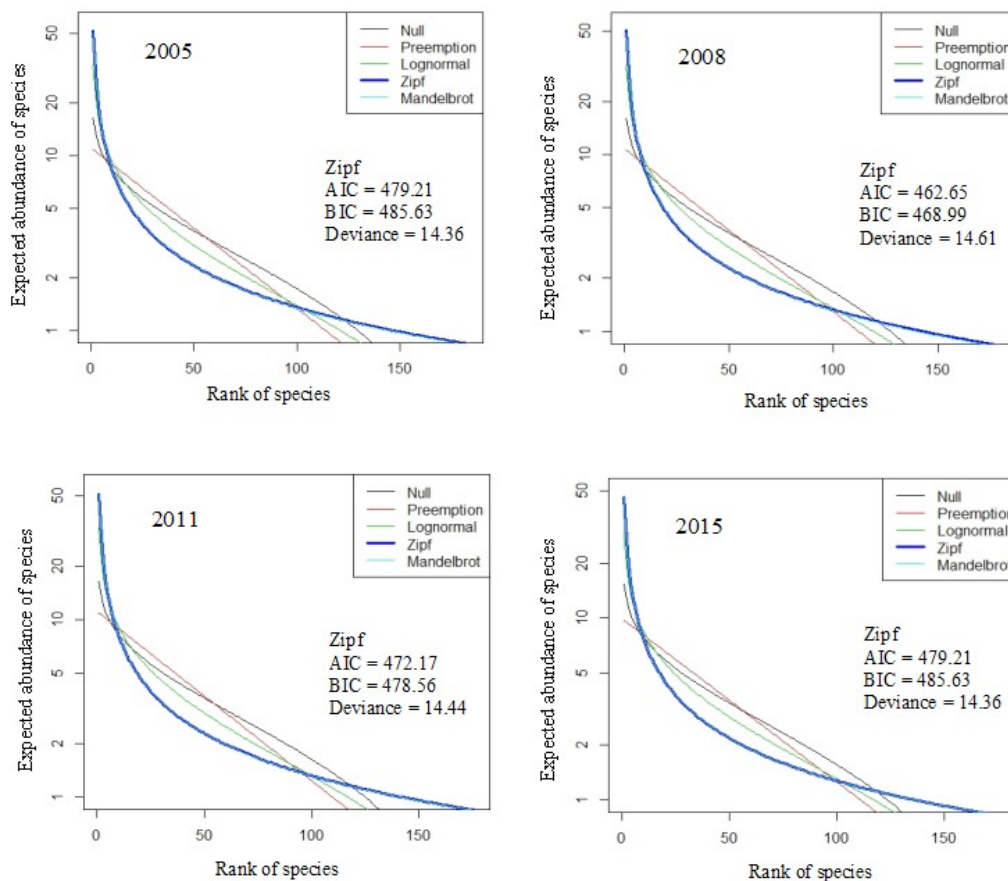 2005
Null
Preemption
Lognormal
Zipf
Mandelbrot
Zipf
AIC = 479.21
BIC = 485.63
Deviance = 14.36
Expected abundance of species
50
20
10
5
2
1
0 50 100 150
Rank of species
2008
Null
Preemption
Lognormal
Zipf
Mandelbrot
Zipf
AIC = 462.65
BIC = 468.99
Deviance = 14.61
Expected abundance of species
50
20
10
5
2
1
0 50 100 150
Rank of species
2011
Null
Preemption
Lognormal
Zipf
Mandelbrot
Zipf
AIC = 472.17
BIC = 478.56
Deviance = 14.44
Expected abundance of species
50
20
10
5
2
1
0 50 100 150
Rank of species
2015
Null
Preemption
Lognormal
Zipf
Mandelbrot
Zipf
AIC = 479.21
BIC = 485.63
Deviance = 14.36
Expected abundance of species
50
20
10
5
2
1
0 50 100 150
Rank of species